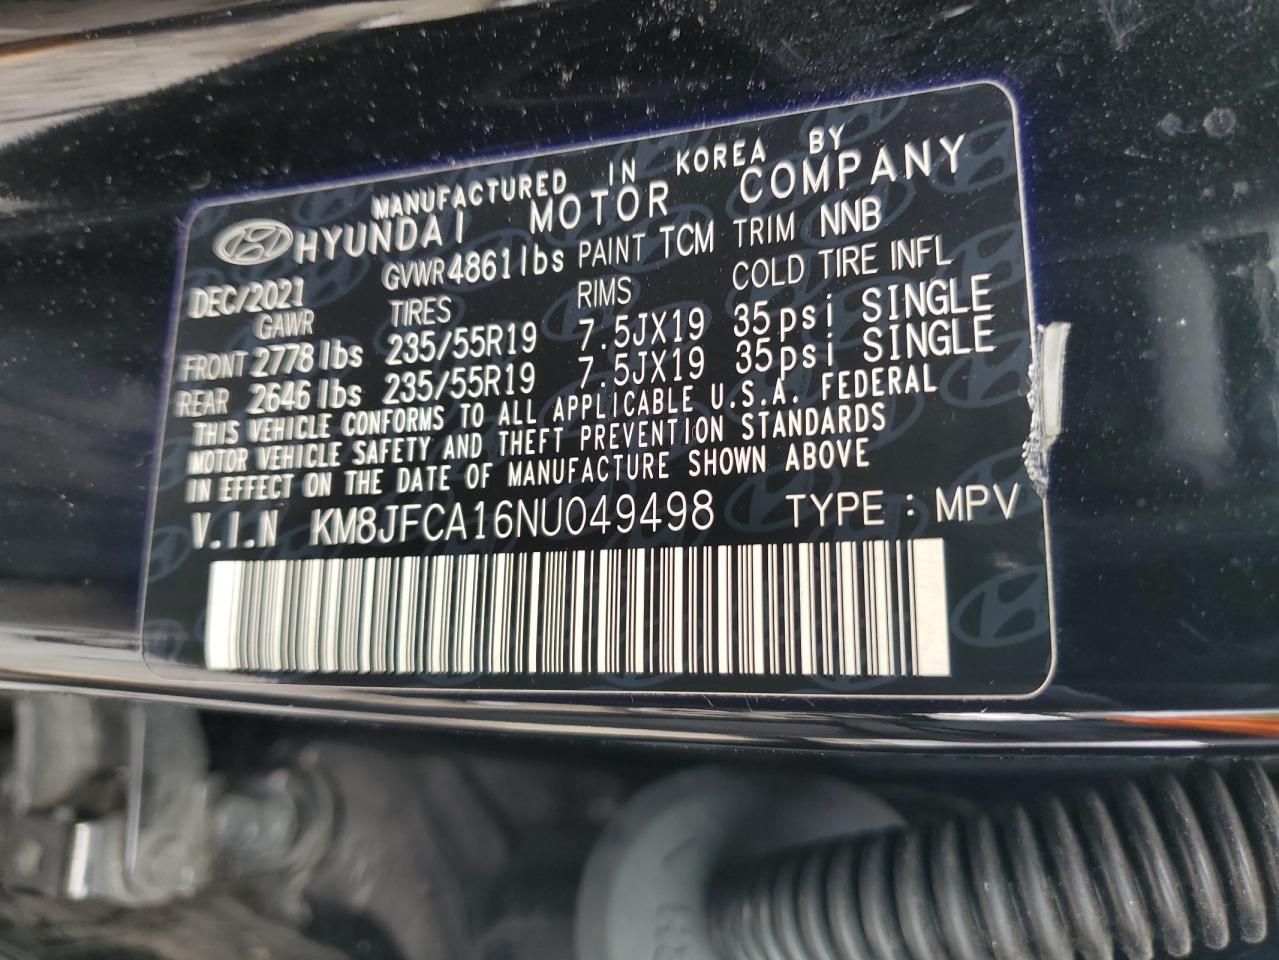 MANUFACTURED IN KOREA BY
HYUNDAI MOTOR COMPANY
DEC/2021 GVWR 4861 lbs PAINT TCM TRIM NNB
GAWR TIRES RIMS COLD TIRE INFL
FRONT 2778 lbs 235/55R19 7.5JX19 35psi SINGLE
REAR 2646 lbs 235/55R19 7.5JX19 35psi SINGLE
THIS VEHICLE CONFORMS TO ALL APPLICABLE U.S.A. FEDERAL
MOTOR VEHICLE SAFETY AND THEFT PREVENTION STANDARDS
IN EFFECT ON THE DATE OF MANUFACTURE SHOWN ABOVE
V.I.N KM8JFCA16NU049498 TYPE : MPV